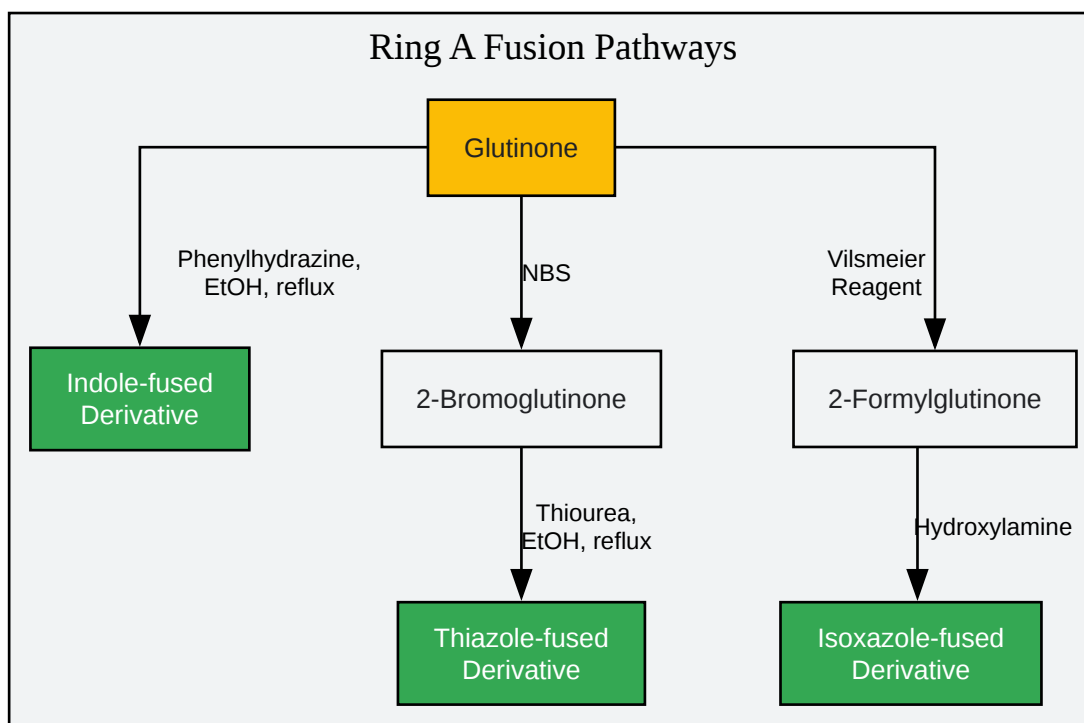 Ring A Fusion Pathways
Glutinone
Phenylhydrazine,
EtOH, reflux
NBS
Vilsmeier
Reagent
Indole-fused
Derivative
2-Bromoglutinone
2-Formylglutinone
Thiourea,
EtOH, reflux
Hydroxylamine
Thiazole-fused
Derivative
Isoxazole-fused
Derivative